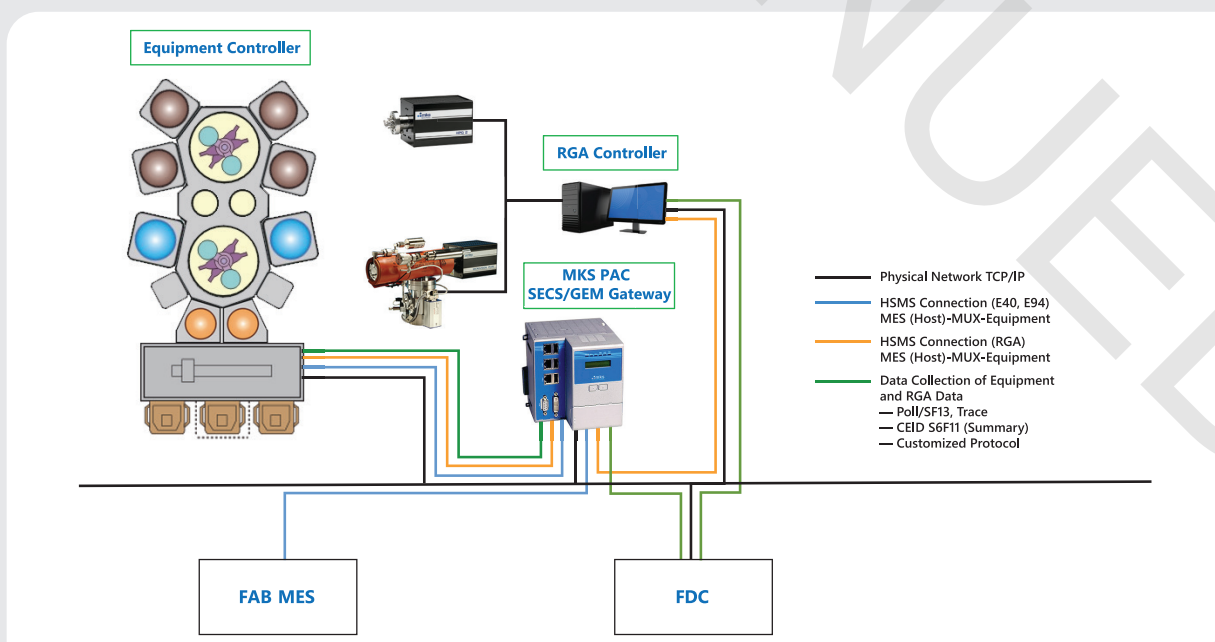 Equipment Controller
RGA Controller
MKS PAC
SECS/GEM Gateway
Physical Network TCP/IP
HSMS Connection (E40, E94)
MES (Host)-MUX-Equipment
HSMS Connection (RGA)
MES (Host)-MUX-Equipment
Data Collection of Equipment
and RGA Data
— Poll/SF13, Trace
— CEID S6F11 (Summary)
— Customized Protocol
FAB MES
FDC
NUED